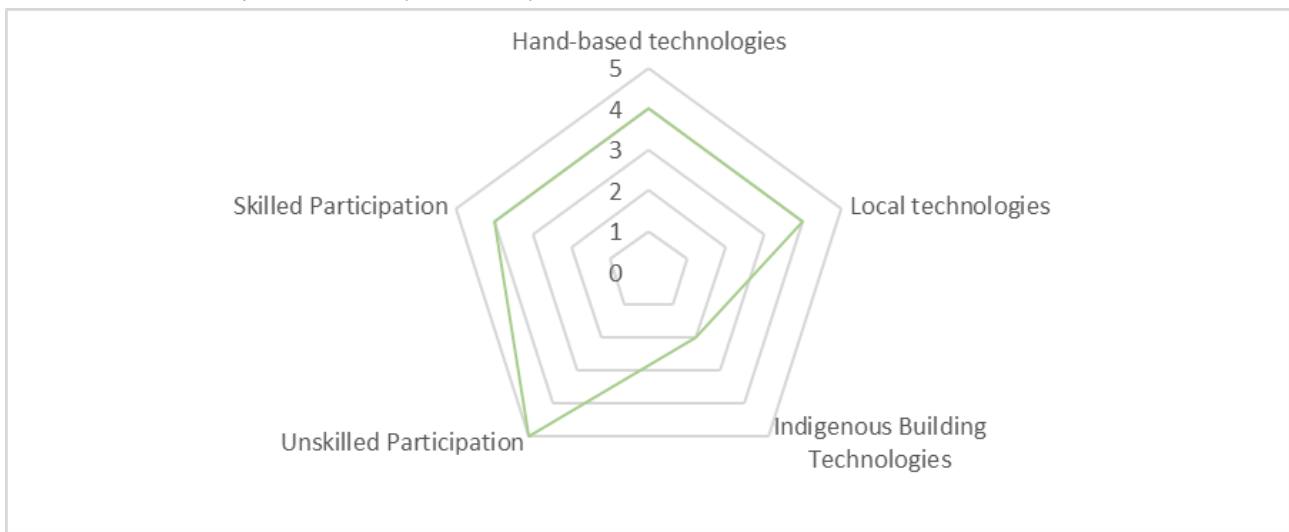 Hand-based technologies
5
4
3
2
1
0
Skilled Participation
Local technologies
Unskilled Participation
Indigenous Building
Technologies